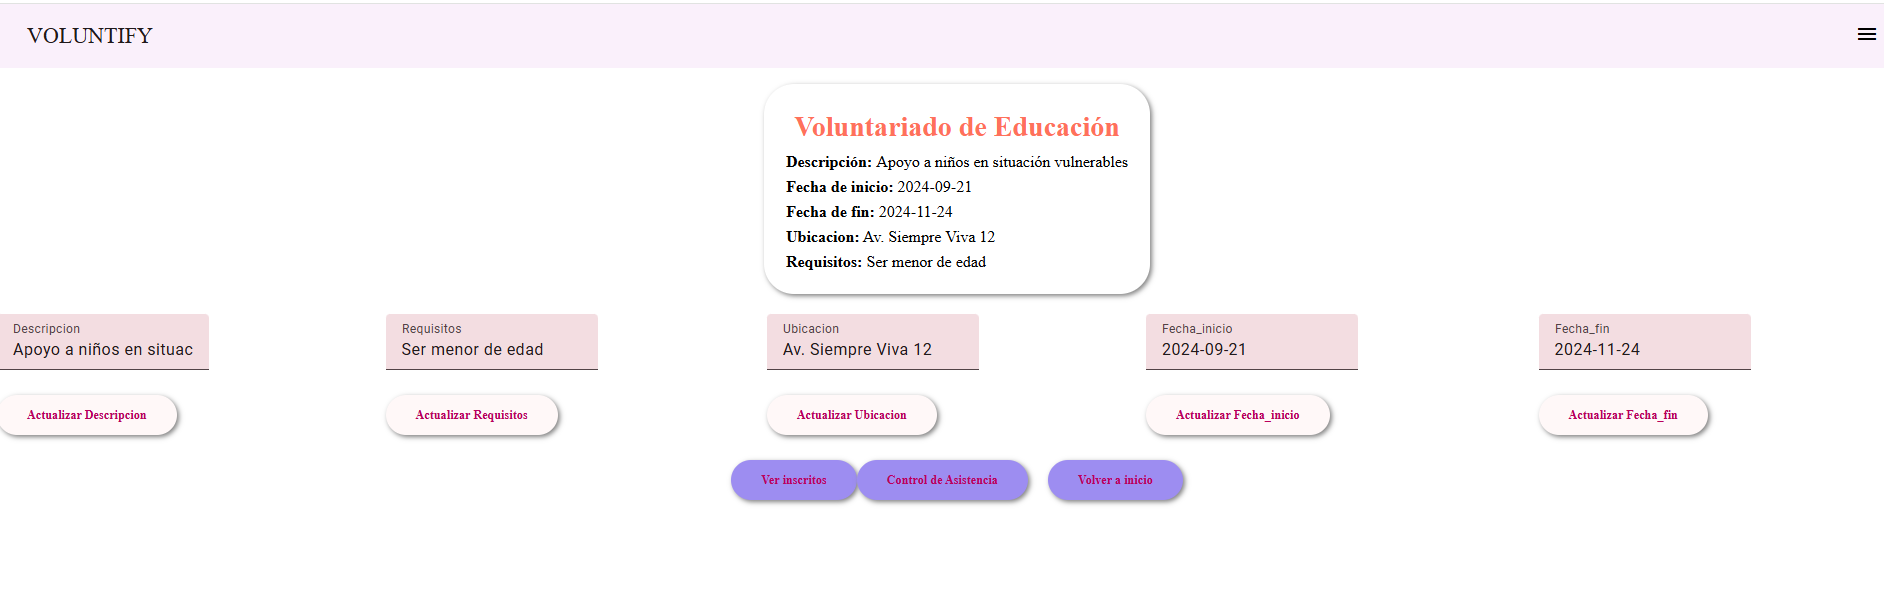 VOLUNTIFY
Voluntariado de Educación
Descripción: Apoyo a niños en situación vulnerables
Fecha de inicio: 2024-09-21
Fecha de fin: 2024-11-24
Ubicacion: Av. Siempre Viva 12
Requisitos: Ser menor de edad
Descripcion
Apoyo a niños en situac
Requisitos
Ser menor de edad
Ubicacion
Av. Siempre Viva 12
Fecha_inicio
2024-09-21
Fecha_fin
2024-11-24
Actualizar Descripcion
Actualizar Requisitos
Actualizar Ubicacion
Actualizar Fecha_inicio
Actualizar Fecha_fin
Ver inscritos
Control de Asistencia
Volver a inicio